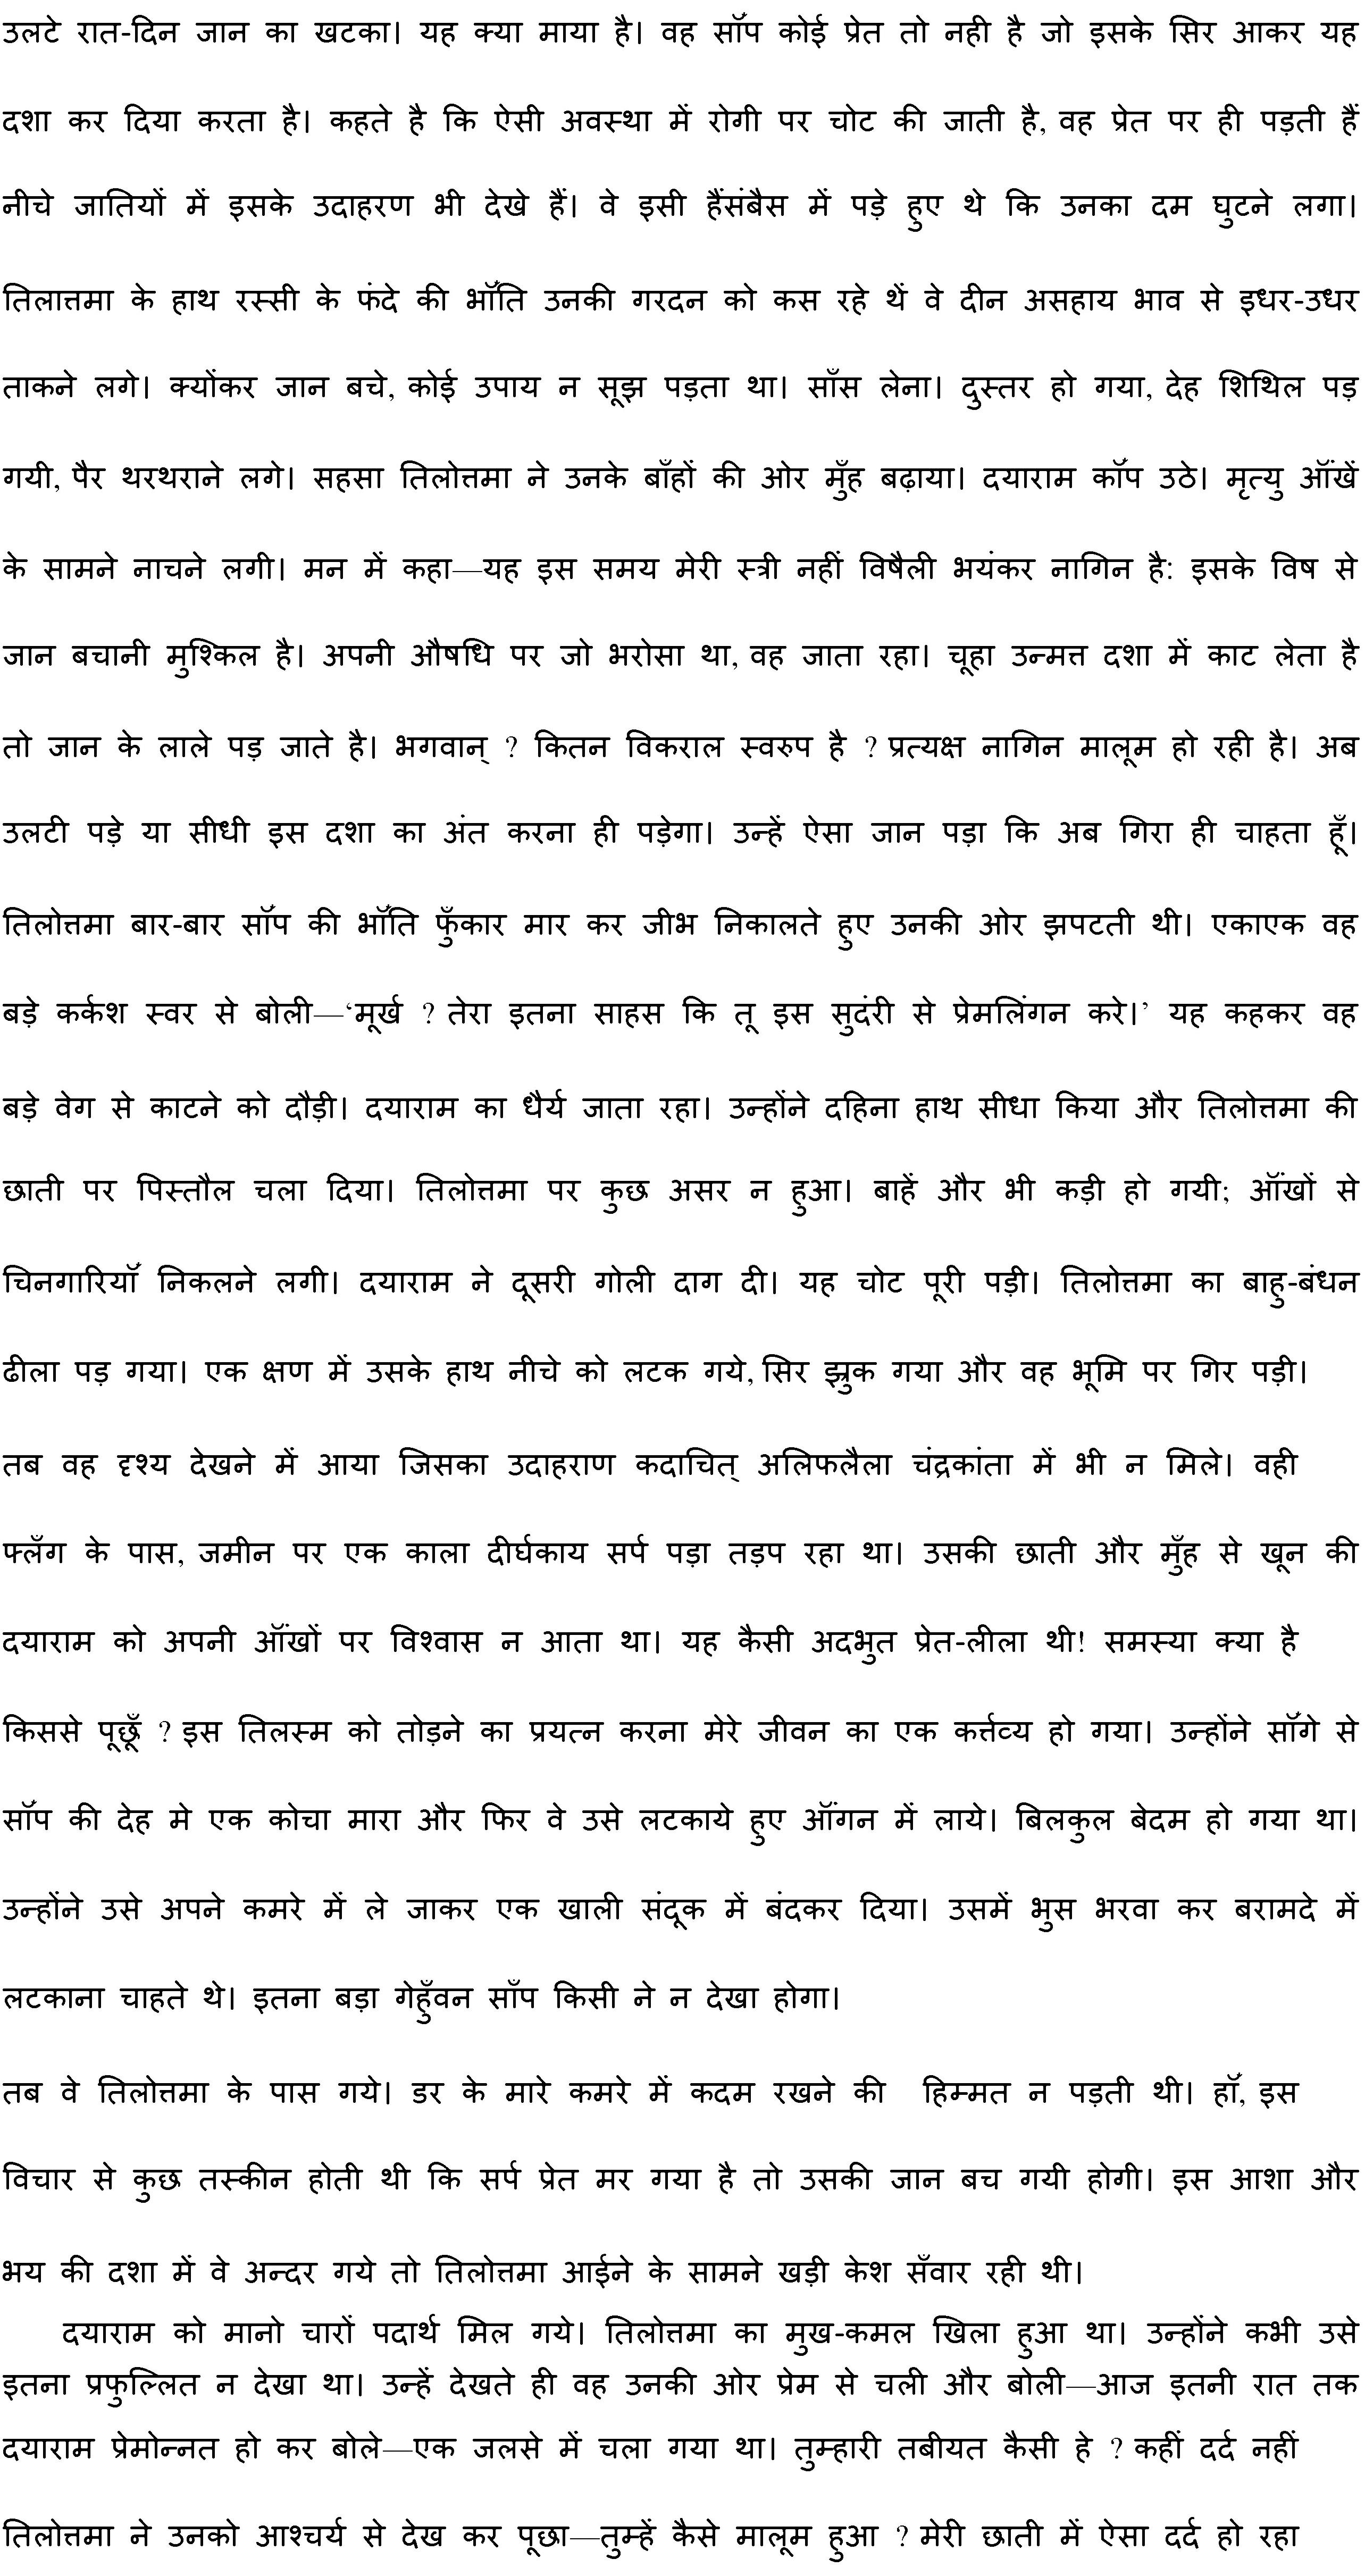 उलटे रात-दिन जान का खटका। यह क्या माया है। वह सॉंप कोई प्रेत तो नही है जो इसके सिर आकर यह
दशा कर दिया करता है। कहते है कि ऐसी अवस्था में रोगी पर चोट की जाती है, वह प्रेत पर ही पड़ती हैं
नीचे जातियों में इसके उदाहरण भी देखे हैं। वे इसी हैंसंबैस में पड़े हुए थे कि उनका दम घुटने लगा।
तिलात्तमा के हाथ रस्सी के फंदे की भॉंति उनकी गरदन को कस रहे थें वे दीन असहाय भाव से इधर-उधर
ताकने लगे। क्योंकर जान बचे, कोई उपाय न सूझ पड़ता था। साँस लेना। दुस्तर हो गया, देह शिथिल पड़
गयी, पैर थरथराने लगे। सहसा तिलोत्तमा ने उनके बाँहों की ओर मुँह बढ़ाया। दयाराम कॉंप उठे। मृत्यु ऑंखें
के सामने नाचने लगी। मन में कहा—यह इस समय मेरी स्त्री नहीं विषैली भयंकर नागिन है: इसके विष से
जान बचानी मुश्किल है। अपनी औषधि पर जो भरोसा था, वह जाता रहा। चूहा उन्मत्त दशा में काट लेता है
तो जान के लाले पड़ जाते है। भगवान् ? कितन विकराल स्वरुप है ? प्रत्यक्ष नागिन मालूम हो रही है। अब
उलटी पड़े या सीधी इस दशा का अंत करना ही पड़ेगा। उन्हें ऐसा जान पड़ा कि अब गिरा ही चाहता हूँ।
तिलोत्तमा बार-बार सॉंप की भॉंति फुँकार मार कर जीभ निकालते हुए उनकी ओर झपटती थी। एकाएक वह
बड़े कर्कश स्वर से बोली—‘मूर्ख ? तेरा इतना साहस कि तू इस सुदंरी से प्रेमलिंगन करे।’ यह कहकर वह
बड़े वेग से काटने को दौड़ी। दयाराम का धैर्य जाता रहा। उन्होंने दहिना हाथ सीधा किया और तिलोत्तमा की
छाती पर पिस्तौल चला दिया। तिलोत्तमा पर कुछ असर न हुआ। बाहें और भी कड़ी हो गयी; ऑंखों से
चिनगारियॉं निकलने लगी। दयाराम ने दूसरी गोली दाग दी। यह चोट पूरी पड़ी। तिलोत्तमा का बाहु-बंधन
ढीला पड़ गया। एक क्षण में उसके हाथ नीचे को लटक गये, सिर झ्रुक गया और वह भूमि पर गिर पड़ी।
तब वह दृश्य देखने में आया जिसका उदाहराण कदाचित् अलिफलैला चंद्रकांता में भी न मिले। वही
फ्लँग के पास, जमीन पर एक काला दीर्घकाय सर्प पड़ा तड़प रहा था। उसकी छाती और मुँह से खून की
दयाराम को अपनी ऑंखों पर विश्वास न आता था। यह कैसी अदभुत प्रेत-लीला थी! समस्या क्या है
किससे पूछूँ ? इस तिलस्म को तोड़ने का प्रयत्न करना मेरे जीवन का एक कर्त्तव्य हो गया। उन्होंने सॉंगे से
सॉंप की देह मे एक कोचा मारा और फिर वे उसे लटकाये हुए ऑंगन में लाये। बिलकुल बेदम हो गया था।
उन्होंने उसे अपने कमरे में ले जाकर एक खाली संदूक में बंदकर दिया। उसमें भुस भरवा कर बरामदे में
लटकाना चाहते थे। इतना बड़ा गेहुँवन साँप किसी ने न देखा होगा।
तब वे तिलोत्तमा के पास गये। डर के मारे कमरे में कदम रखने की हिम्मत न पड़ती थी। हॉं, इस
विचार से कुछ तस्कीन होती थी कि सर्प प्रेत मर गया है तो उसकी जान बच गयी होगी। इस आशा और
भय की दशा में वे अन्दर गये तो तिलोत्तमा आईने के सामने खड़ी केश सँवार रही थी।
दयाराम को मानो चारों पदार्थ मिल गये। तिलोत्तमा का मुख-कमल खिला हुआ था। उन्होंने कभी उसे
इतना प्रफुल्लित न देखा था। उन्हें देखते ही वह उनकी ओर प्रेम से चली और बोली—आज इतनी रात तक
दयाराम प्रेमोन्नत हो कर बोले—एक जलसे में चला गया था। तुम्हारी तबीयत कैसी हे ? कहीं दर्द नहीं
तिलोत्तमा ने उनको आश्चर्य से देख कर पूछा—तुम्हें कैसे मालूम हुआ ? मेरी छाती में ऐसा दर्द हो रहा